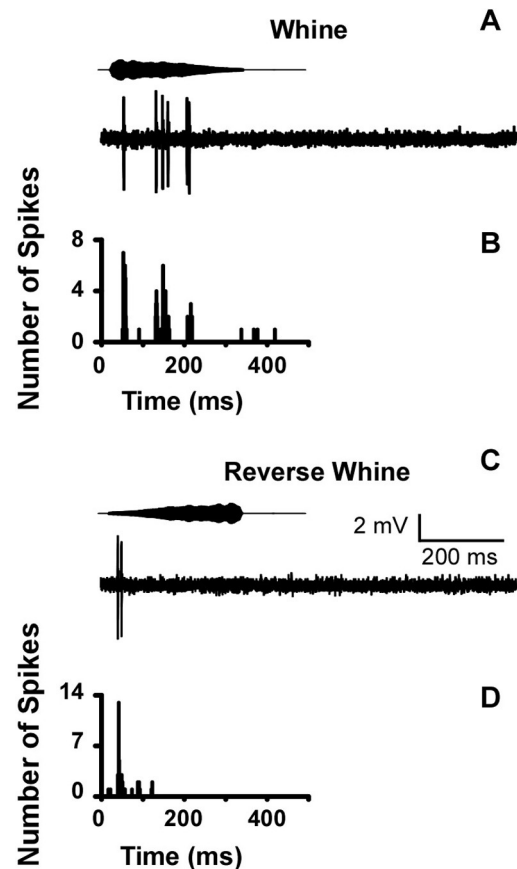 Whine
A
B
Number of Spikes
8
4
0
0 200 400
Time (ms)
C
Reverse Whine
2 mV
200 ms
D
Number of Spikes
14
7
0
0 200 400
Time (ms)